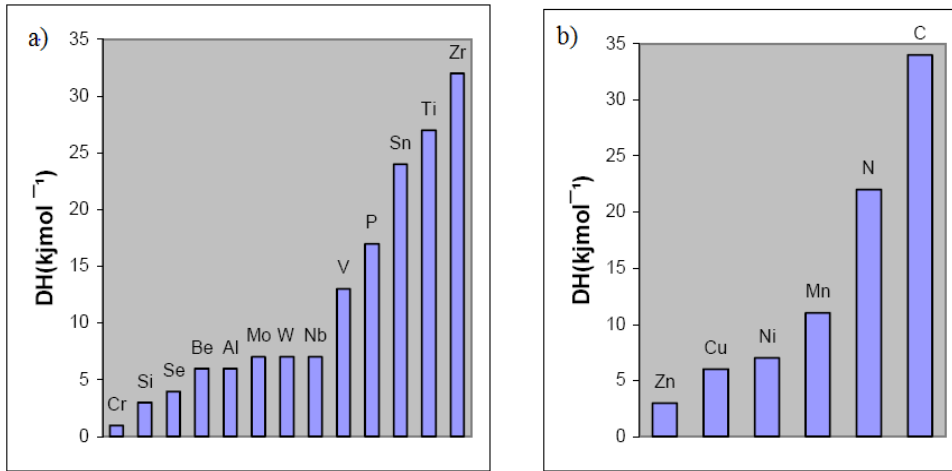 a)
DH(kjmol⁻¹)
35
30
25
20
15
10
5
0
Cr
Si
Se
Be
Al
Mo
W
Nb
V
P
Sn
Ti
Zr
b)
DH(kjmol⁻¹)
35
30
25
20
15
10
5
0
Zn
Cu
Ni
Mn
N
C